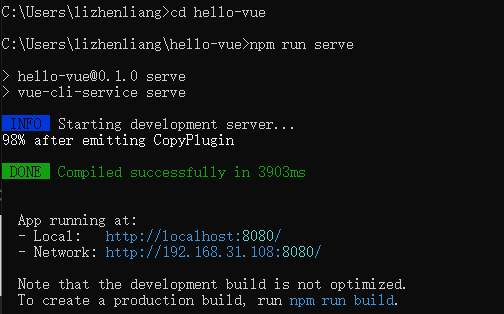 C:\Users\lizhenliang>cd hello-vue
C:\Users\lizhenliang\hello-vue>npm run serve
> hello-vue@0.1.0 serve
> vue-cli-service serve
INFO  Starting development server...
98% after emitting CopyPlugin
DONE  Compiled successfully in 3903ms
App running at:
- Local:   http://localhost:8080/
- Network: http://192.168.31.108:8080/
Note that the development build is not optimized.
To create a production build, run npm run build.